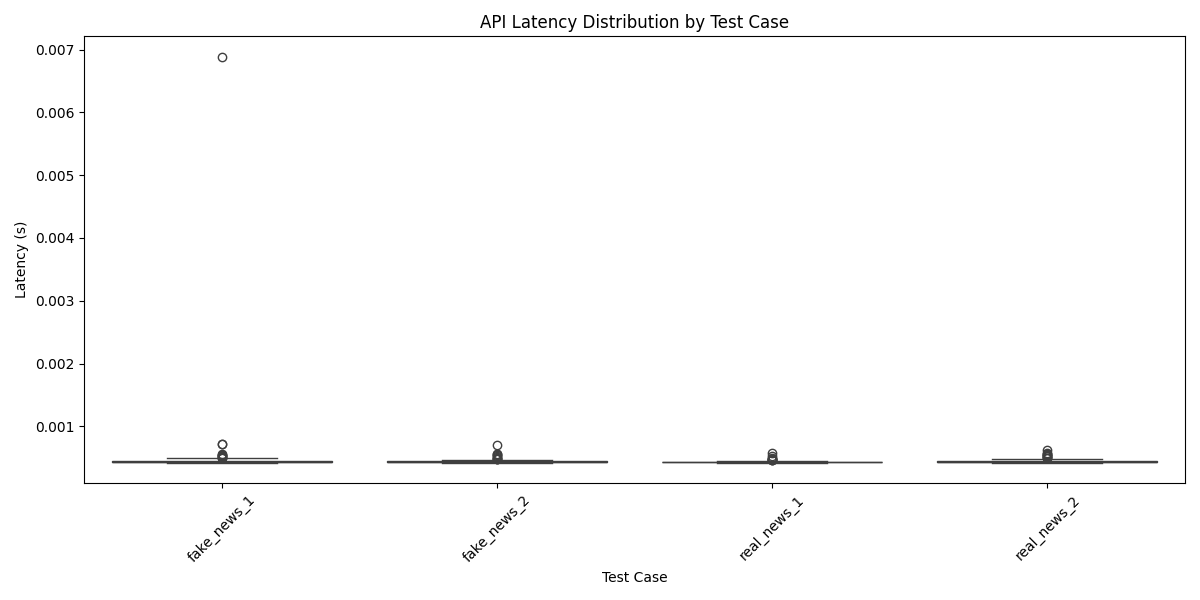 API Latency Distribution by Test Case
0.007
0.006
0.005
0.004
0.003
0.002
0.001
Latency (s)
fake_news_1
fake_news_2
real_news_1
real_news_2
Test Case